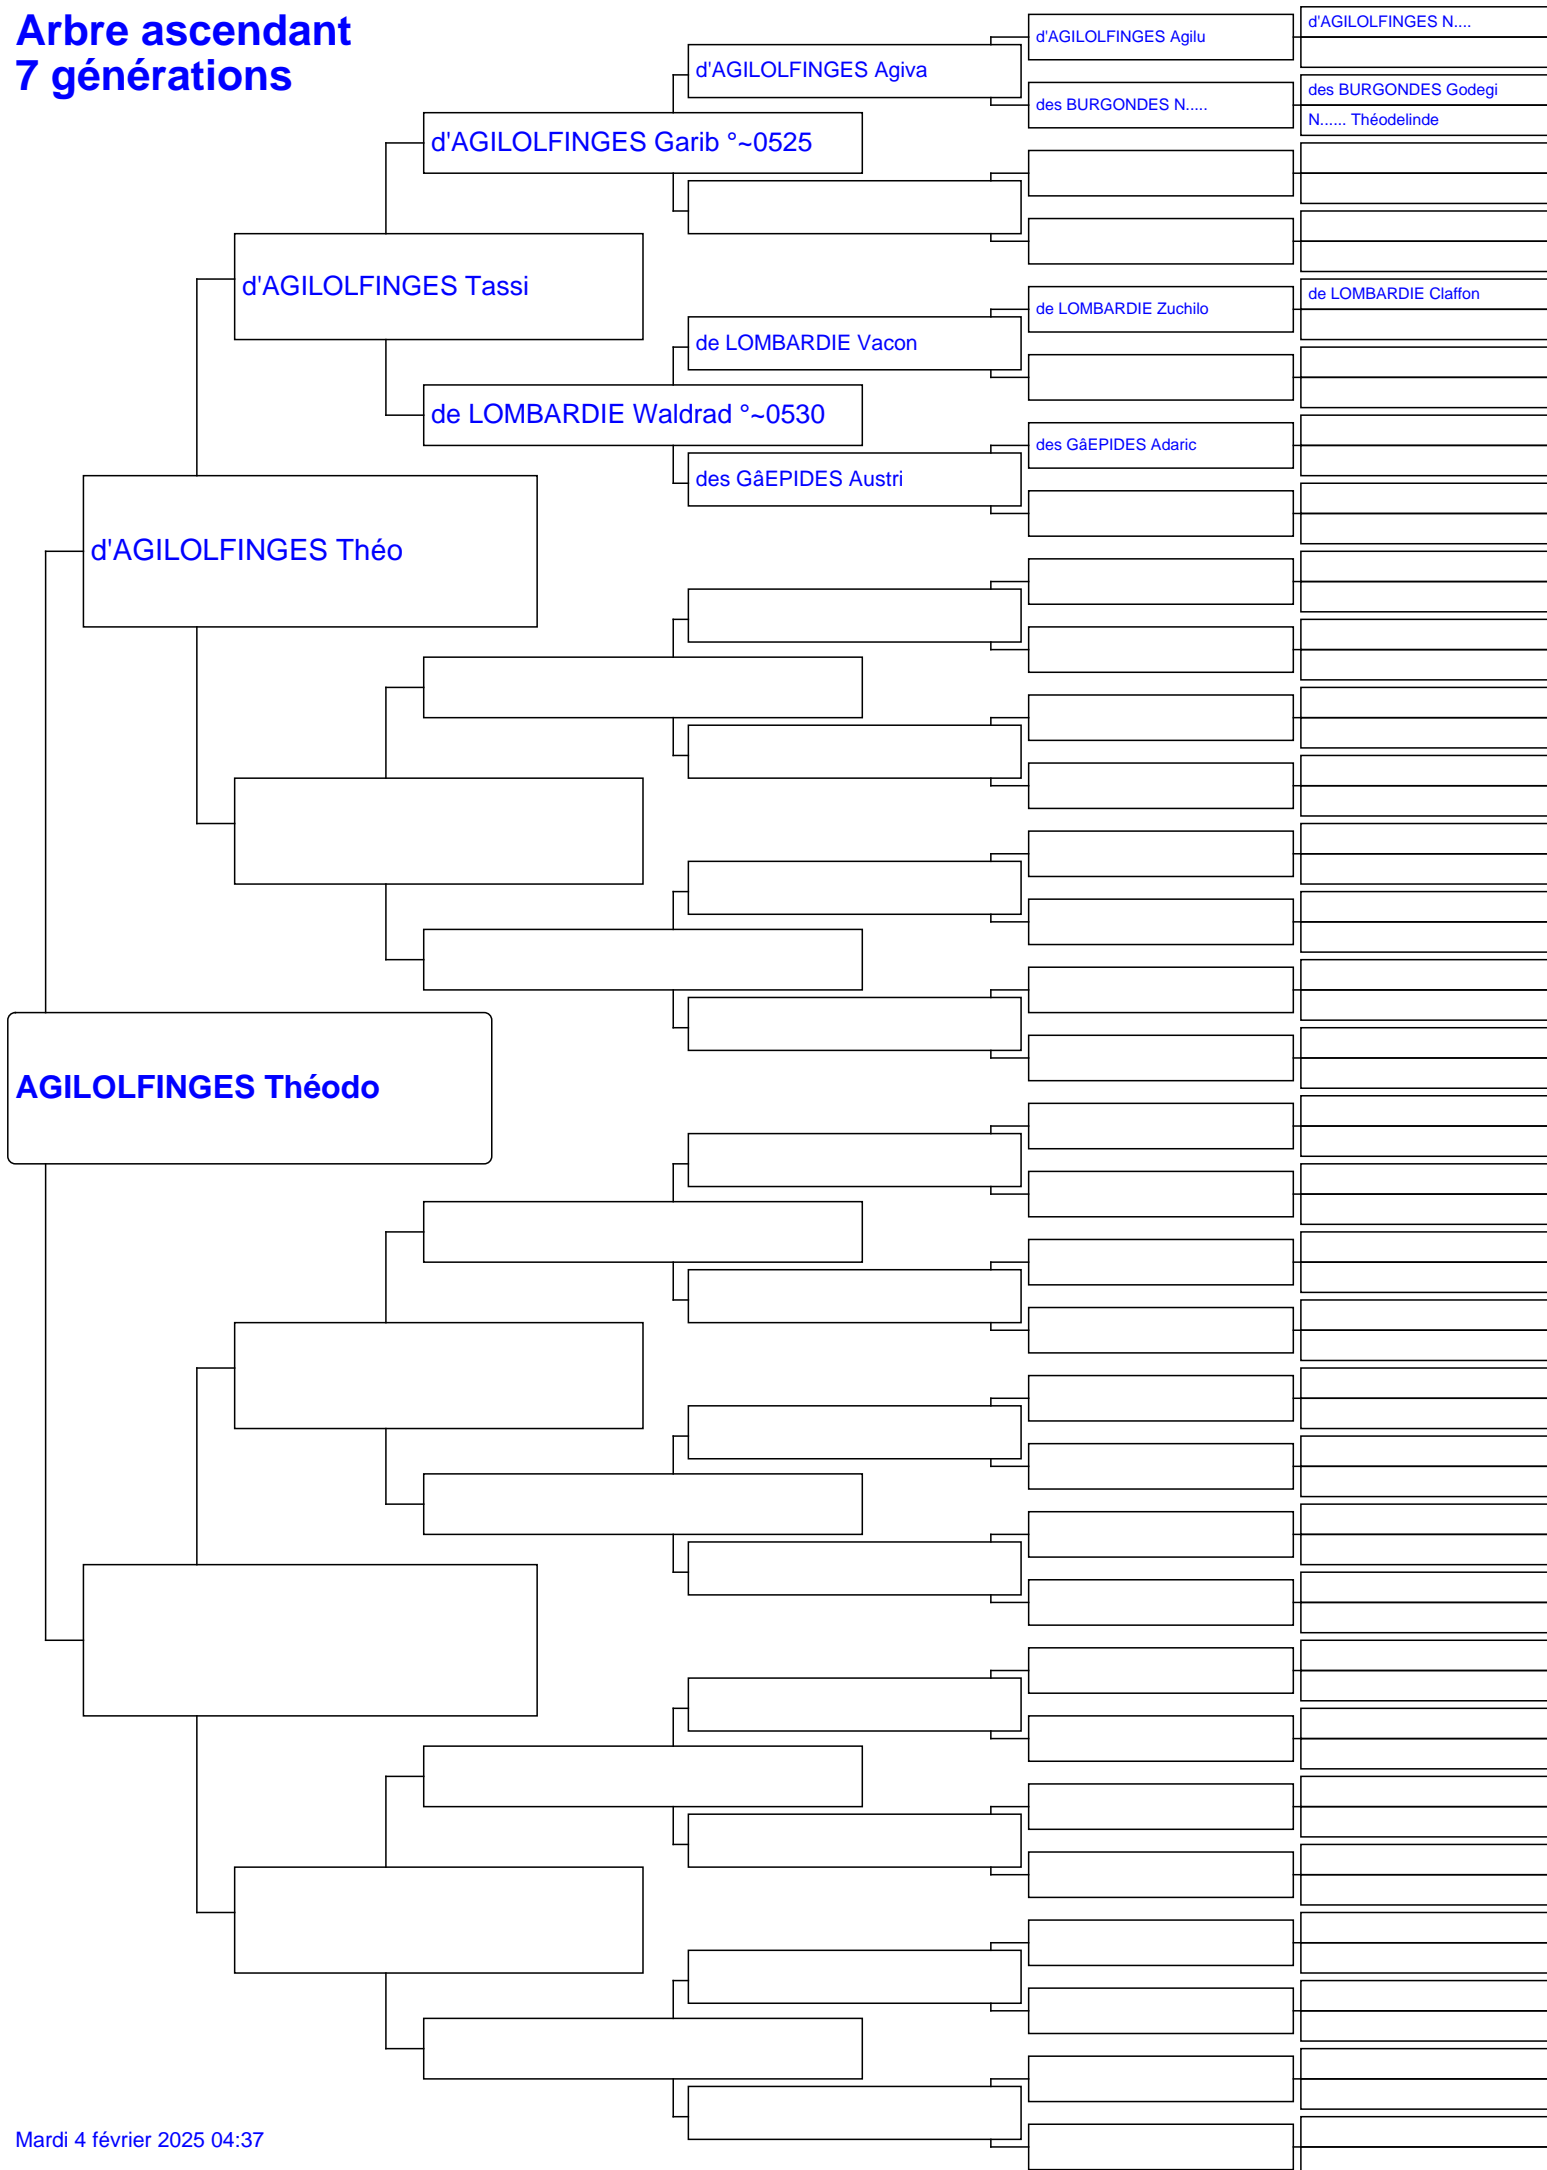 Arbre ascendant
7 générations
d'AGILOLFINGES N....
d'AGILOLFINGES Agilu
d'AGILOLFINGES Agiva
des BURGONDES Godegi
des BURGONDES N.....
N...... Théodelinde
d'AGILOLFINGES Garib °~0525
d'AGILOLFINGES Tassi
de LOMBARDIE Claffon
de LOMBARDIE Zuchilo
de LOMBARDIE Vacon
de LOMBARDIE Waldrad °~0530
des GâEPIDES Adaric
des GâEPIDES Austri
d'AGILOLFINGES Théo
AGILOLFINGES Théodo
Mardi 4 février 2025 04:37